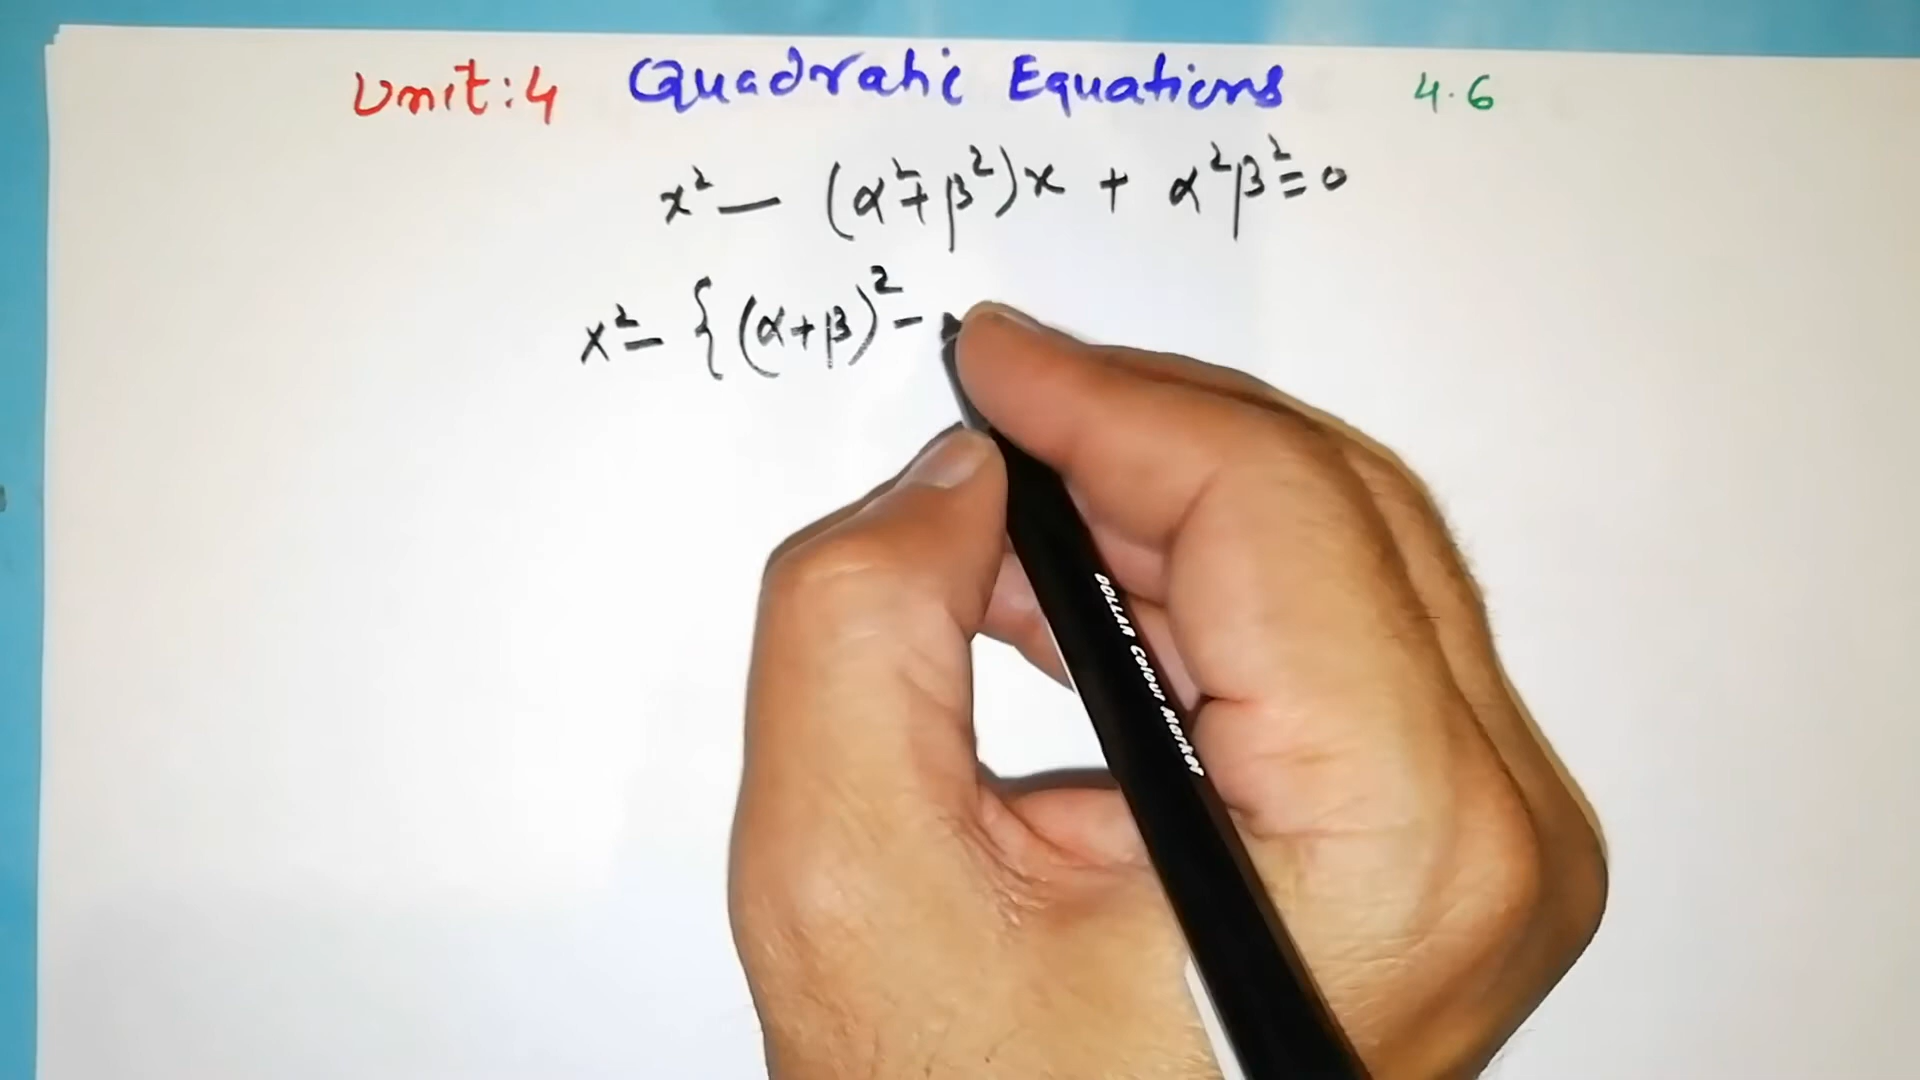 Unit:4 Quadratic Equations 4.6
x² — (α²+β²)x + α²β²=0
x²- {(α+β)²-
DOLLAR Colour Marker